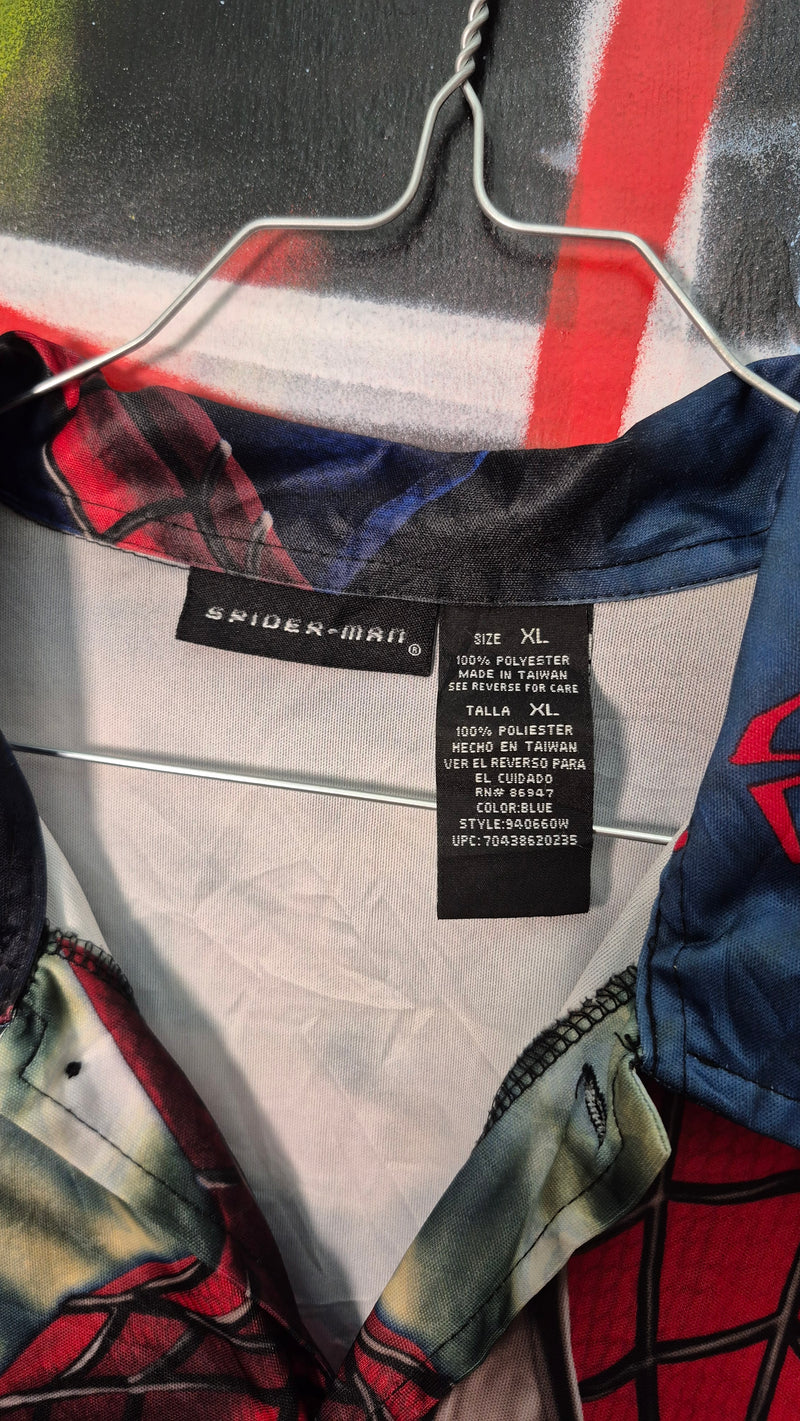 SPIDER-MAN®
SIZE XL
100% POLYESTER
MADE IN TAIWAN
SEE REVERSE FOR CARE
TALLA XL
100% POLIESTER
HECHO EN TAIWAN
VER EL REVERSO PARA
EL CUIDADO
RN# 86947
COLOR:BLUE
STYLE:940660W
UPC:70438620235